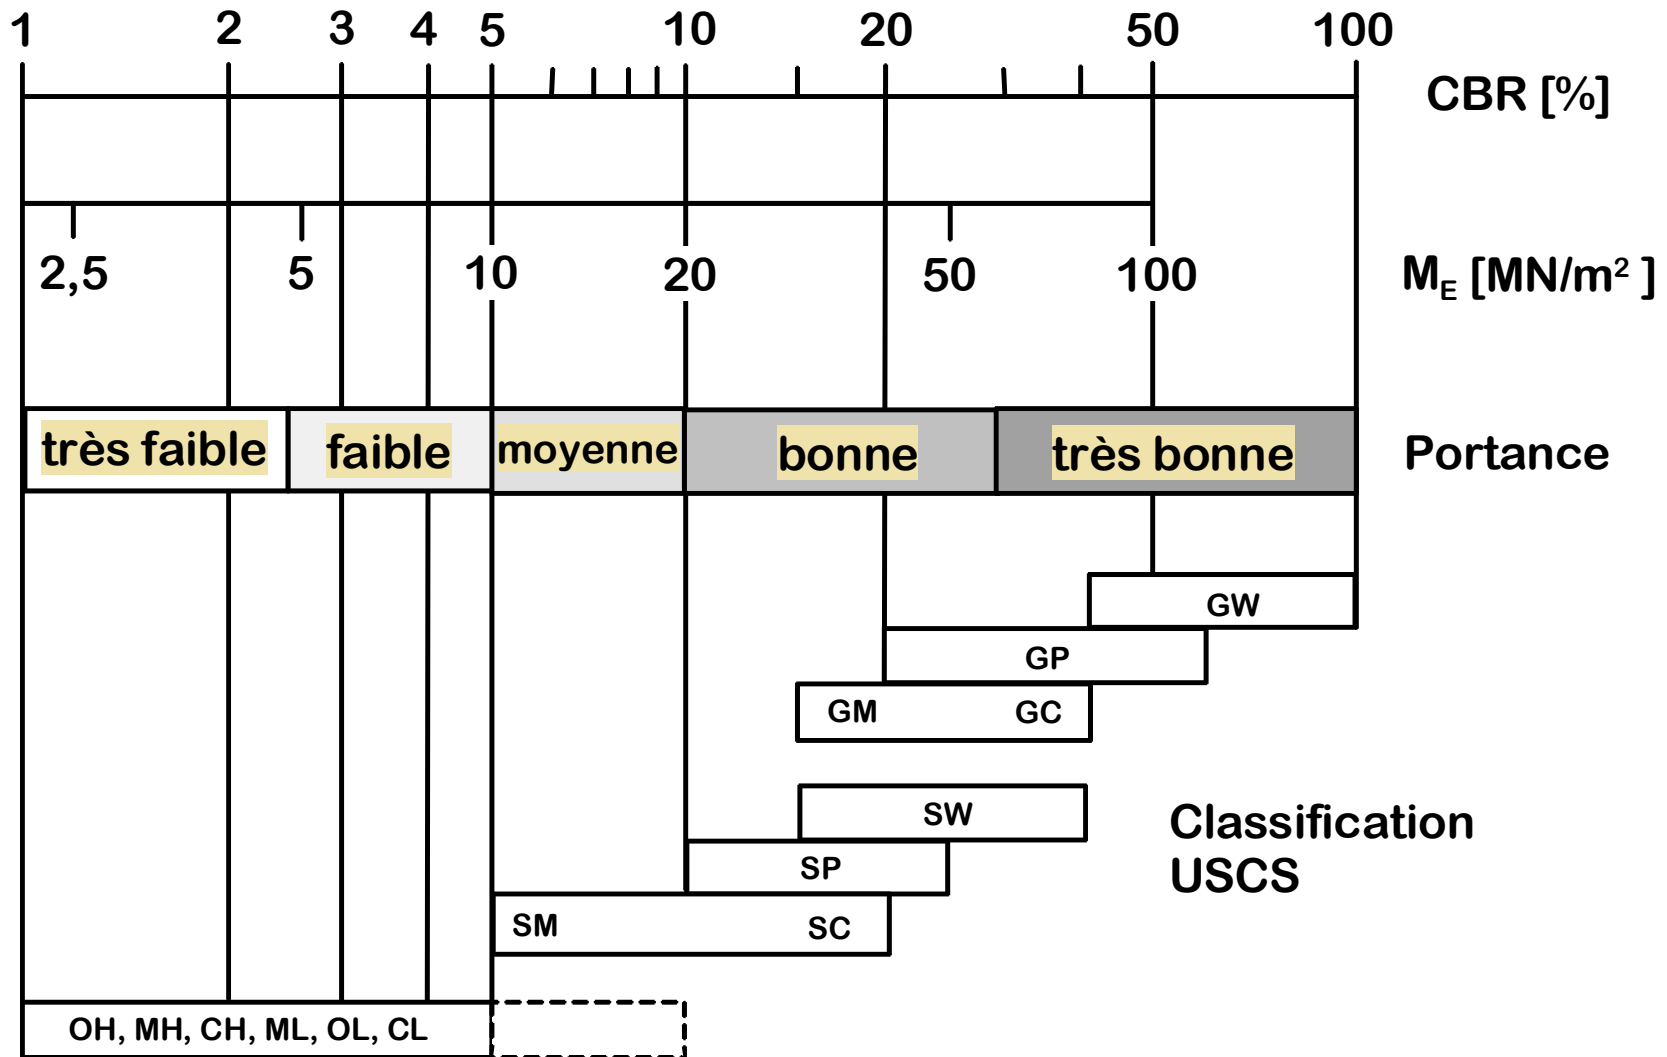 1 2 3 4 5 10 20 50 100
CBR [%]
2,5 5 10 20 50 100
M_E [MN/m²]
très faible faible moyenne bonne très bonne
Portance
GW
GP
GM GC
SW
Classification
USCS
SP
SM SC
OH, MH, CH, ML, OL, CL